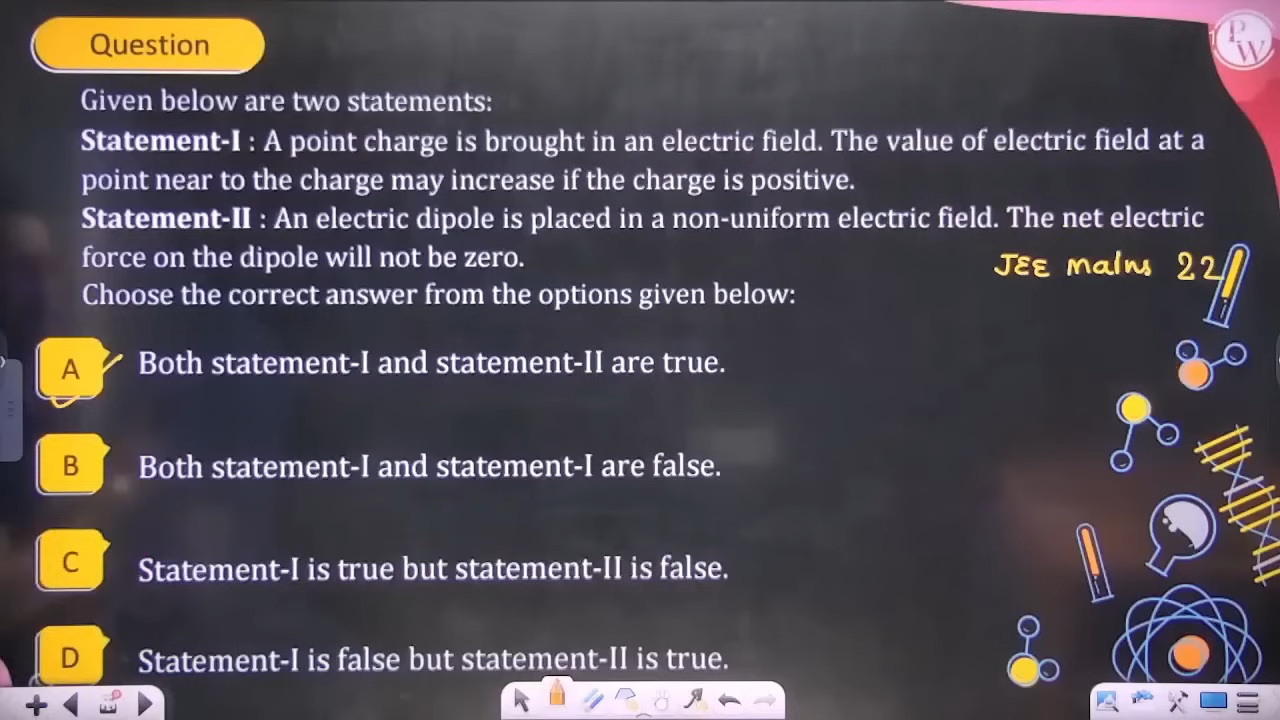 Question
PW
Given below are two statements:
Statement-I : A point charge is brought in an electric field. The value of electric field at a
point near to the charge may increase if the charge is positive.
Statement-II : An electric dipole is placed in a non-uniform electric field. The net electric
force on the dipole will not be zero.
JEE mains 22
Choose the correct answer from the options given below:
A Both statement-I and statement-II are true.
B Both statement-I and statement-I are false.
C Statement-I is true but statement-II is false.
D Statement-I is false but statement-II is true.